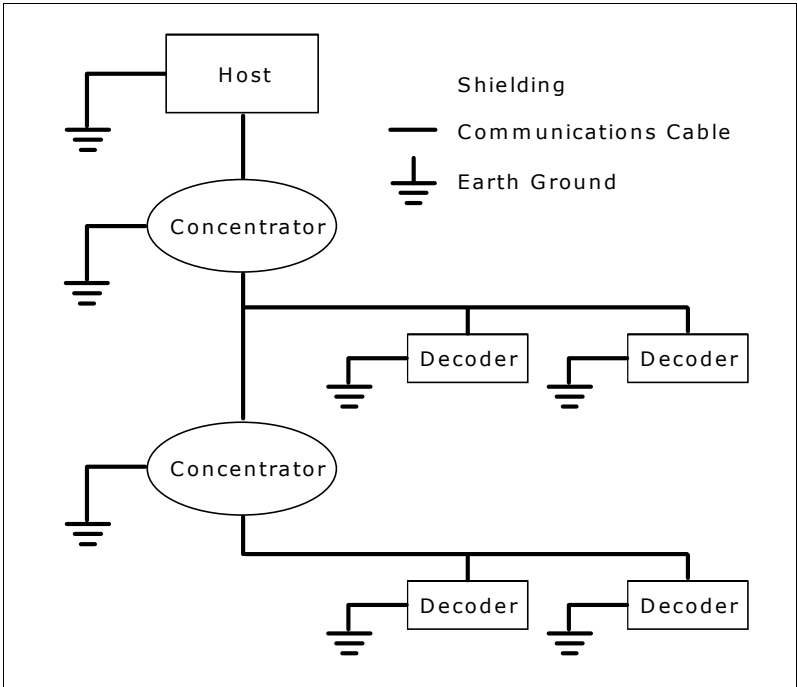 Host
Shielding
Communications Cable
Earth Ground
Concentrator
Decoder Decoder
Concentrator
Decoder Decoder